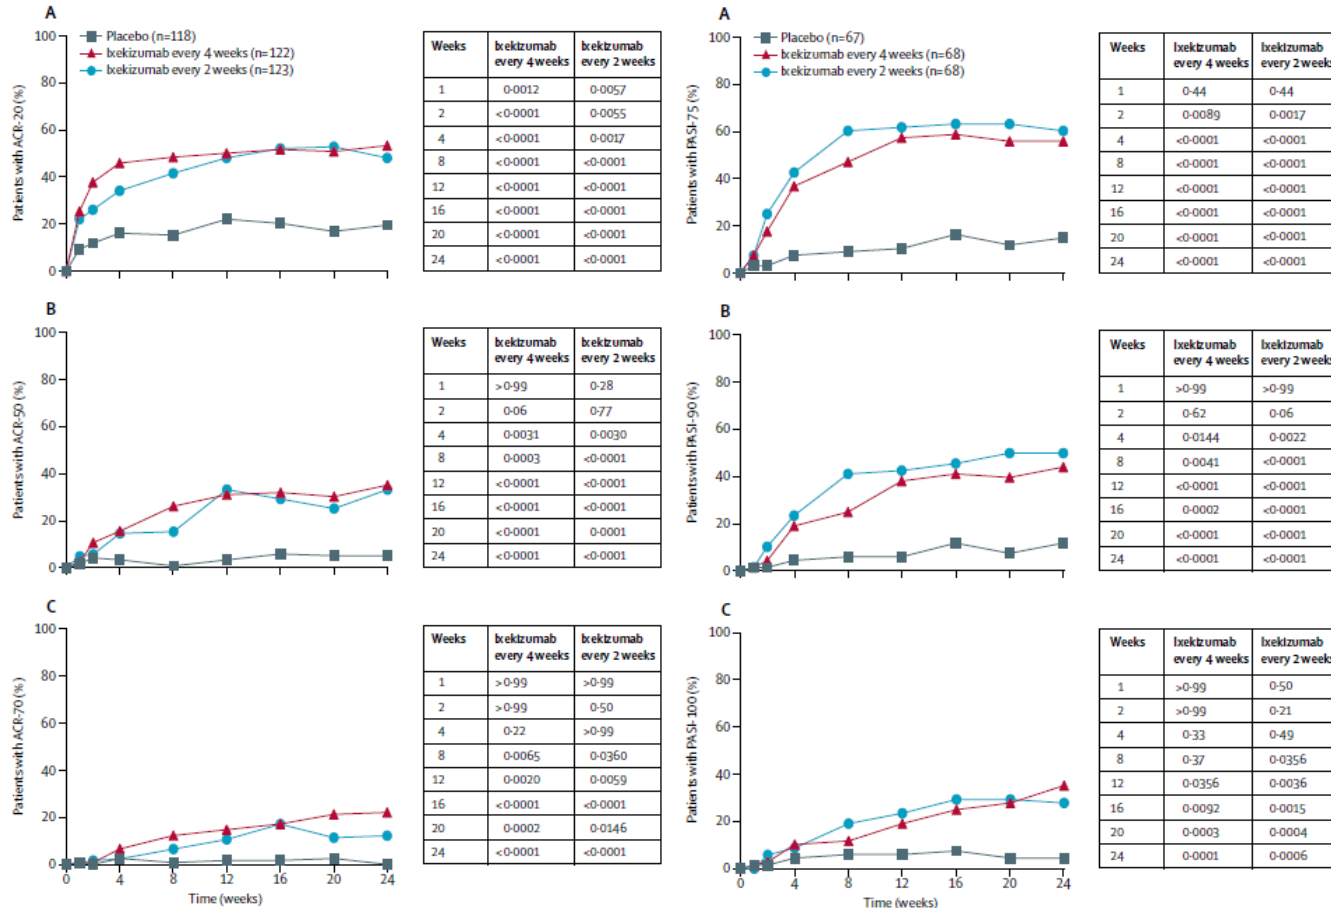 A
100
80
60
40
20
0
Patients with ACR-20 (%)
Placebo (n=118)
Ixekizumab every 4 weeks (n=122)
Ixekizumab every 2 weeks (n=123)
Weeks Ixekizumab every 4 weeks Ixekizumab every 2 weeks
1 0·0012 0·0057
2 <0·0001 0·0055
4 <0·0001 0·0017
8 <0·0001 <0·0001
12 <0·0001 <0·0001
16 <0·0001 <0·0001
20 <0·0001 <0·0001
24 <0·0001 <0·0001
B
100
80
60
40
20
0
Patients with ACR-50 (%)
Weeks Ixekizumab every 4 weeks Ixekizumab every 2 weeks
1 >0·99 0·28
2 0·06 0·77
4 0·0031 0·0030
8 0·0003 <0·0001
12 <0·0001 <0·0001
16 <0·0001 <0·0001
20 <0·0001 0·0001
24 <0·0001 <0·0001
C
100
80
60
40
20
0
Patients with ACR-70 (%)
0 4 8 12 16 20 24
Time (weeks)
Weeks Ixekizumab every 4 weeks Ixekizumab every 2 weeks
1 >0·99 >0·99
2 >0·99 0·50
4 0·22 >0·99
8 0·0065 0·0360
12 0·0020 0·0059
16 <0·0001 <0·0001
20 0·0002 0·0146
24 <0·0001 <0·0001
A
100
80
60
40
20
0
Patients with PASI-75 (%)
Placebo (n=67)
Ixekizumab every 4 weeks (n=68)
Ixekizumab every 2 weeks (n=68)
Weeks Ixekizumab every 4 weeks Ixekizumab every 2 weeks
1 0·44 0·44
2 0·0089 0·0017
4 <0·0001 <0·0001
8 <0·0001 <0·0001
12 <0·0001 <0·0001
16 <0·0001 <0·0001
20 <0·0001 <0·0001
24 <0·0001 <0·0001
B
100
80
60
40
20
0
Patients with PASI-90 (%)
Weeks Ixekizumab every 4 weeks Ixekizumab every 2 weeks
1 >0·99 >0·99
2 0·62 0·06
4 0·0144 0·0022
8 0·0041 <0·0001
12 <0·0001 <0·0001
16 0·0002 <0·0001
20 <0·0001 <0·0001
24 <0·0001 <0·0001
C
100
80
60
40
20
0
Patients with PASI-100 (%)
0 4 8 12 16 20 24
Time (weeks)
Weeks Ixekizumab every 4 weeks Ixekizumab every 2 weeks
1 >0·99 0·50
2 >0·99 0·21
4 0·33 0·49
8 0·37 0·0356
12 0·0356 0·0036
16 0·0092 0·0015
20 0·0003 0·0004
24 0·0001 0·0006